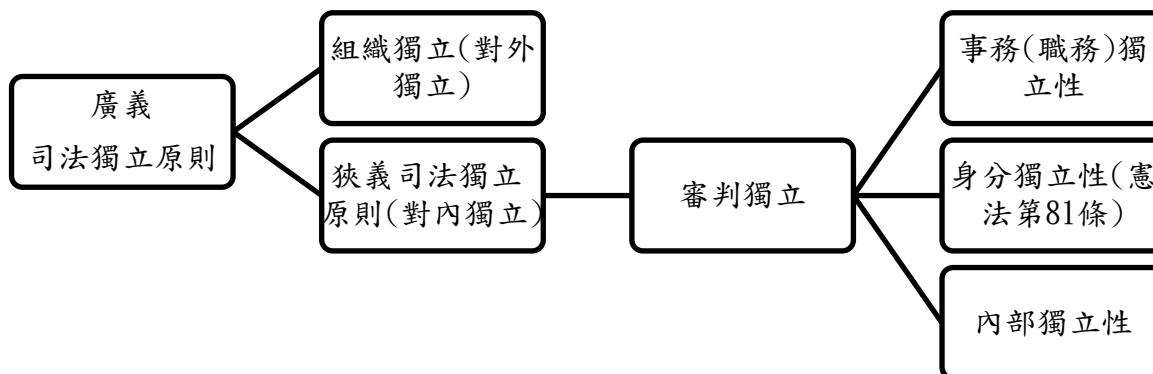 廣義
司法獨立原則
組織獨立(對外
獨立)
狹義司法獨立
原則(對內獨立)
審判獨立
事務(職務)獨
立性
身分獨立性(憲
法第81條)
內部獨立性